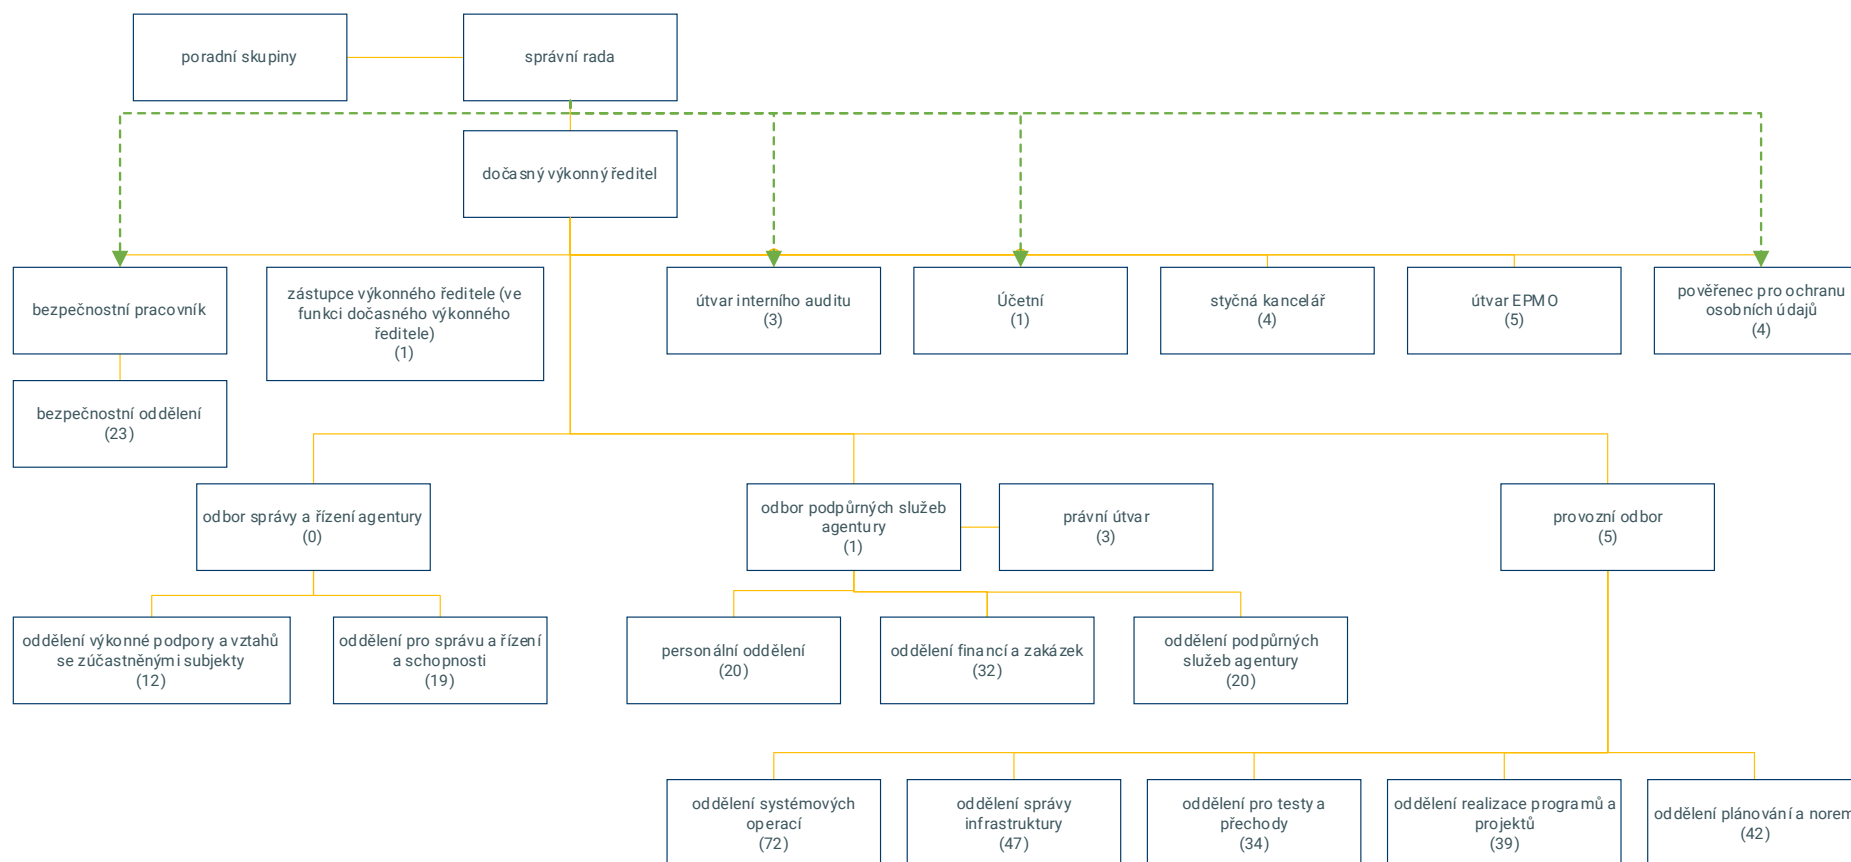 poradní skupiny
správní rada
dočasný výkonný ředitel
bezpečnostní pracovník
zástupce výkonného ředitele (ve
funkci dočasného výkonného
ředitele)
(1)
útvar interního auditu
(3)
Účetní
(1)
styčná kancelář
(4)
útvar EPMO
(5)
pověřenec pro ochranu
osobních údajů
(4)
bezpečnostní oddělení
(23)
odbor správy a řízení agentury
(0)
odbor podpůrných služeb
agentury
(1)
právní útvar
(3)
provozní odbor
(5)
oddělení výkonné podpory a vztahů
se zúčastněnými subjekty
(12)
oddělení pro správu a řízení
a schopnosti
(19)
personální oddělení
(20)
oddělení financí a zakázek
(32)
oddělení podpůrných
služeb agentury
(20)
oddělení systémových
operací
(72)
oddělení správy
infrastruktury
(47)
oddělení pro testy a
přechody
(34)
oddělení realizace programů a
projektů
(39)
oddělení plánování a norem
(42)